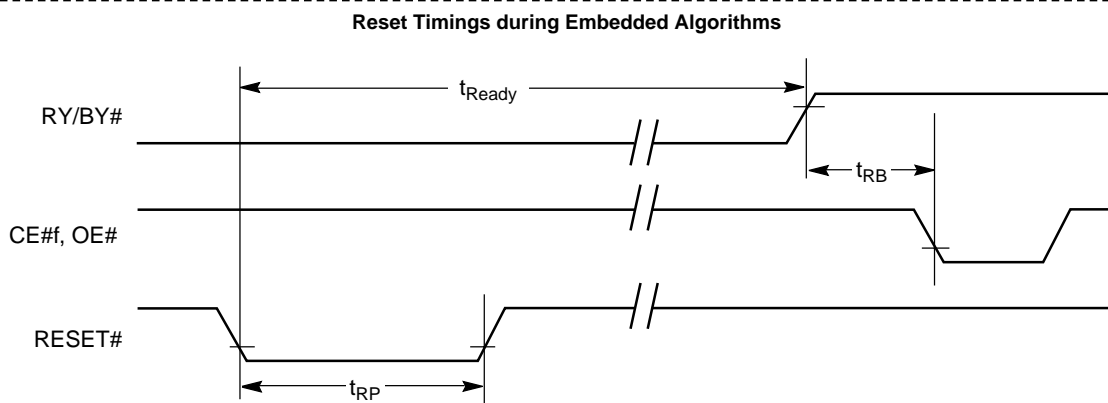 Reset Timings during Embedded Algorithms
tReady
RY/BY#
tRB
CE#f, OE#
RESET#
tRP